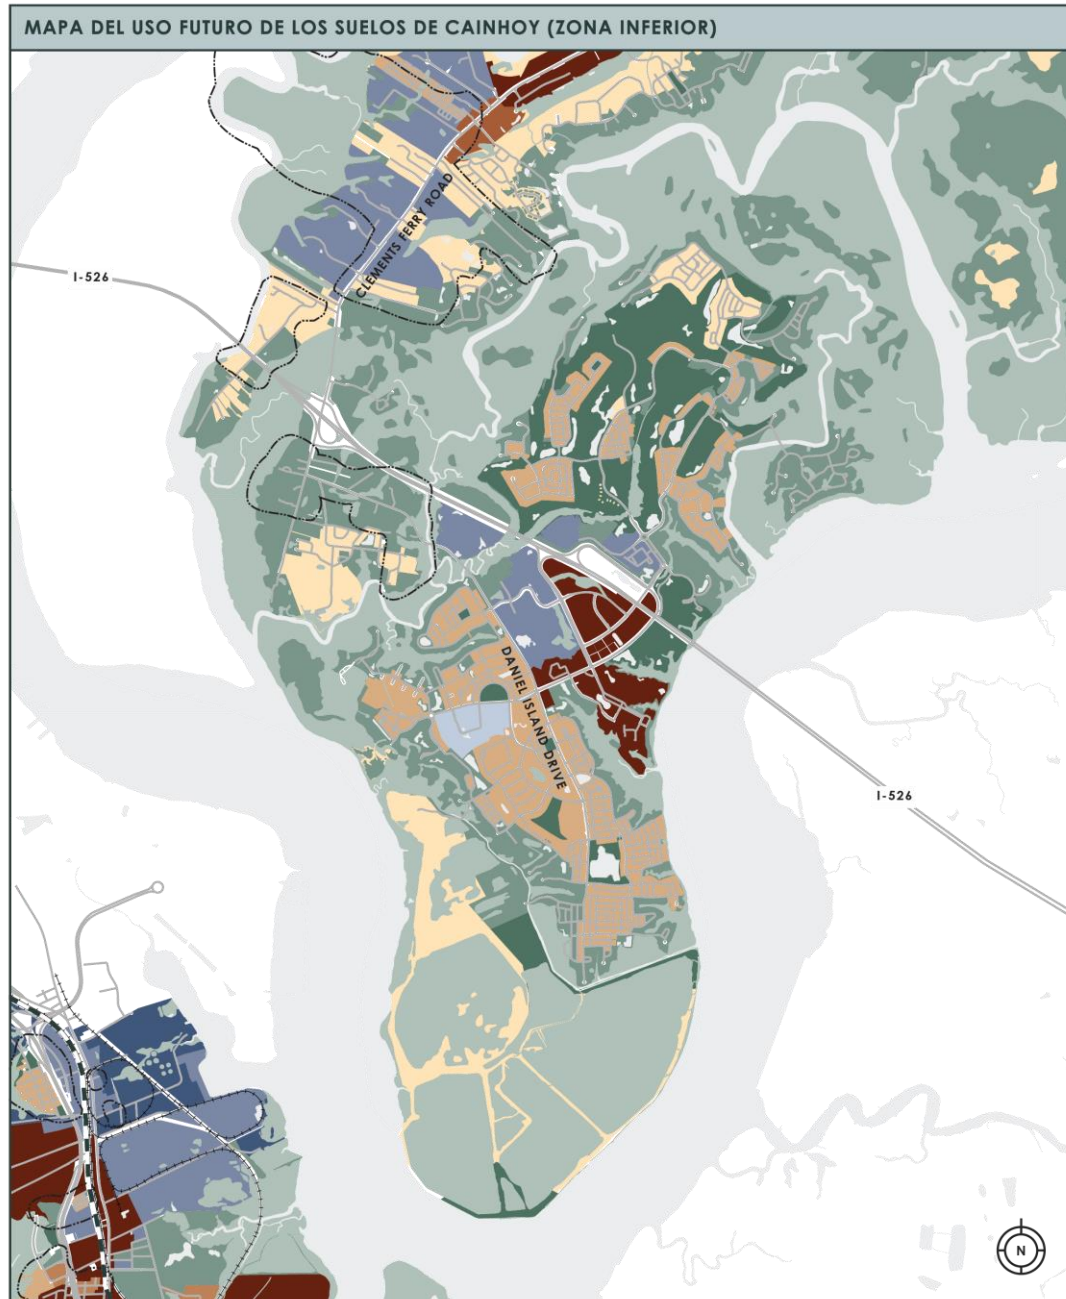 MAPA DEL USO FUTURO DE LOS SUELOS DE CAINHOY (ZONA INFERIOR)
CLEMENTS FERRY ROAD
I-526
DANIEL ISLAND DRIVE
I-526
N